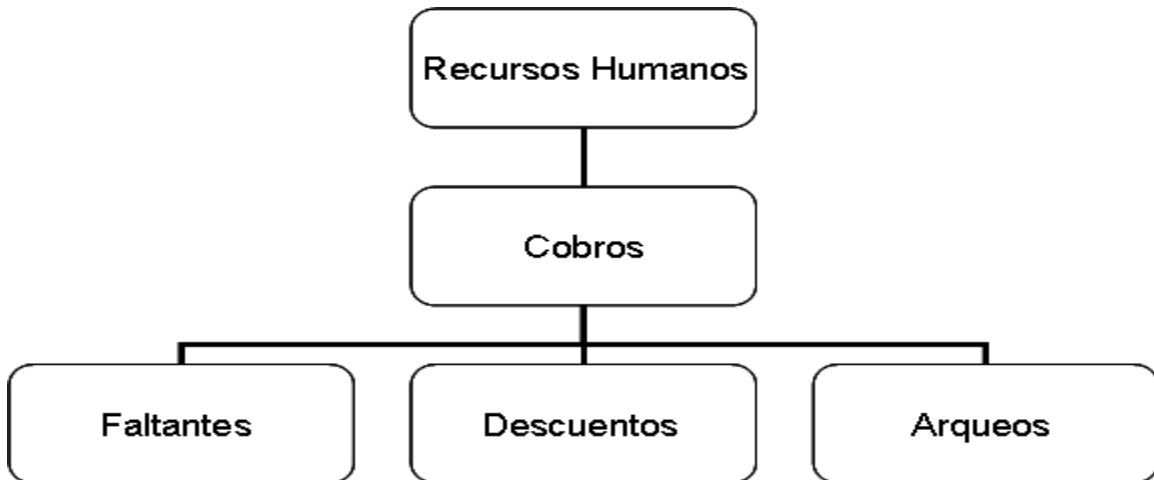 Recursos Humanos
Cobros
Faltantes
Descuentos
Arqueos